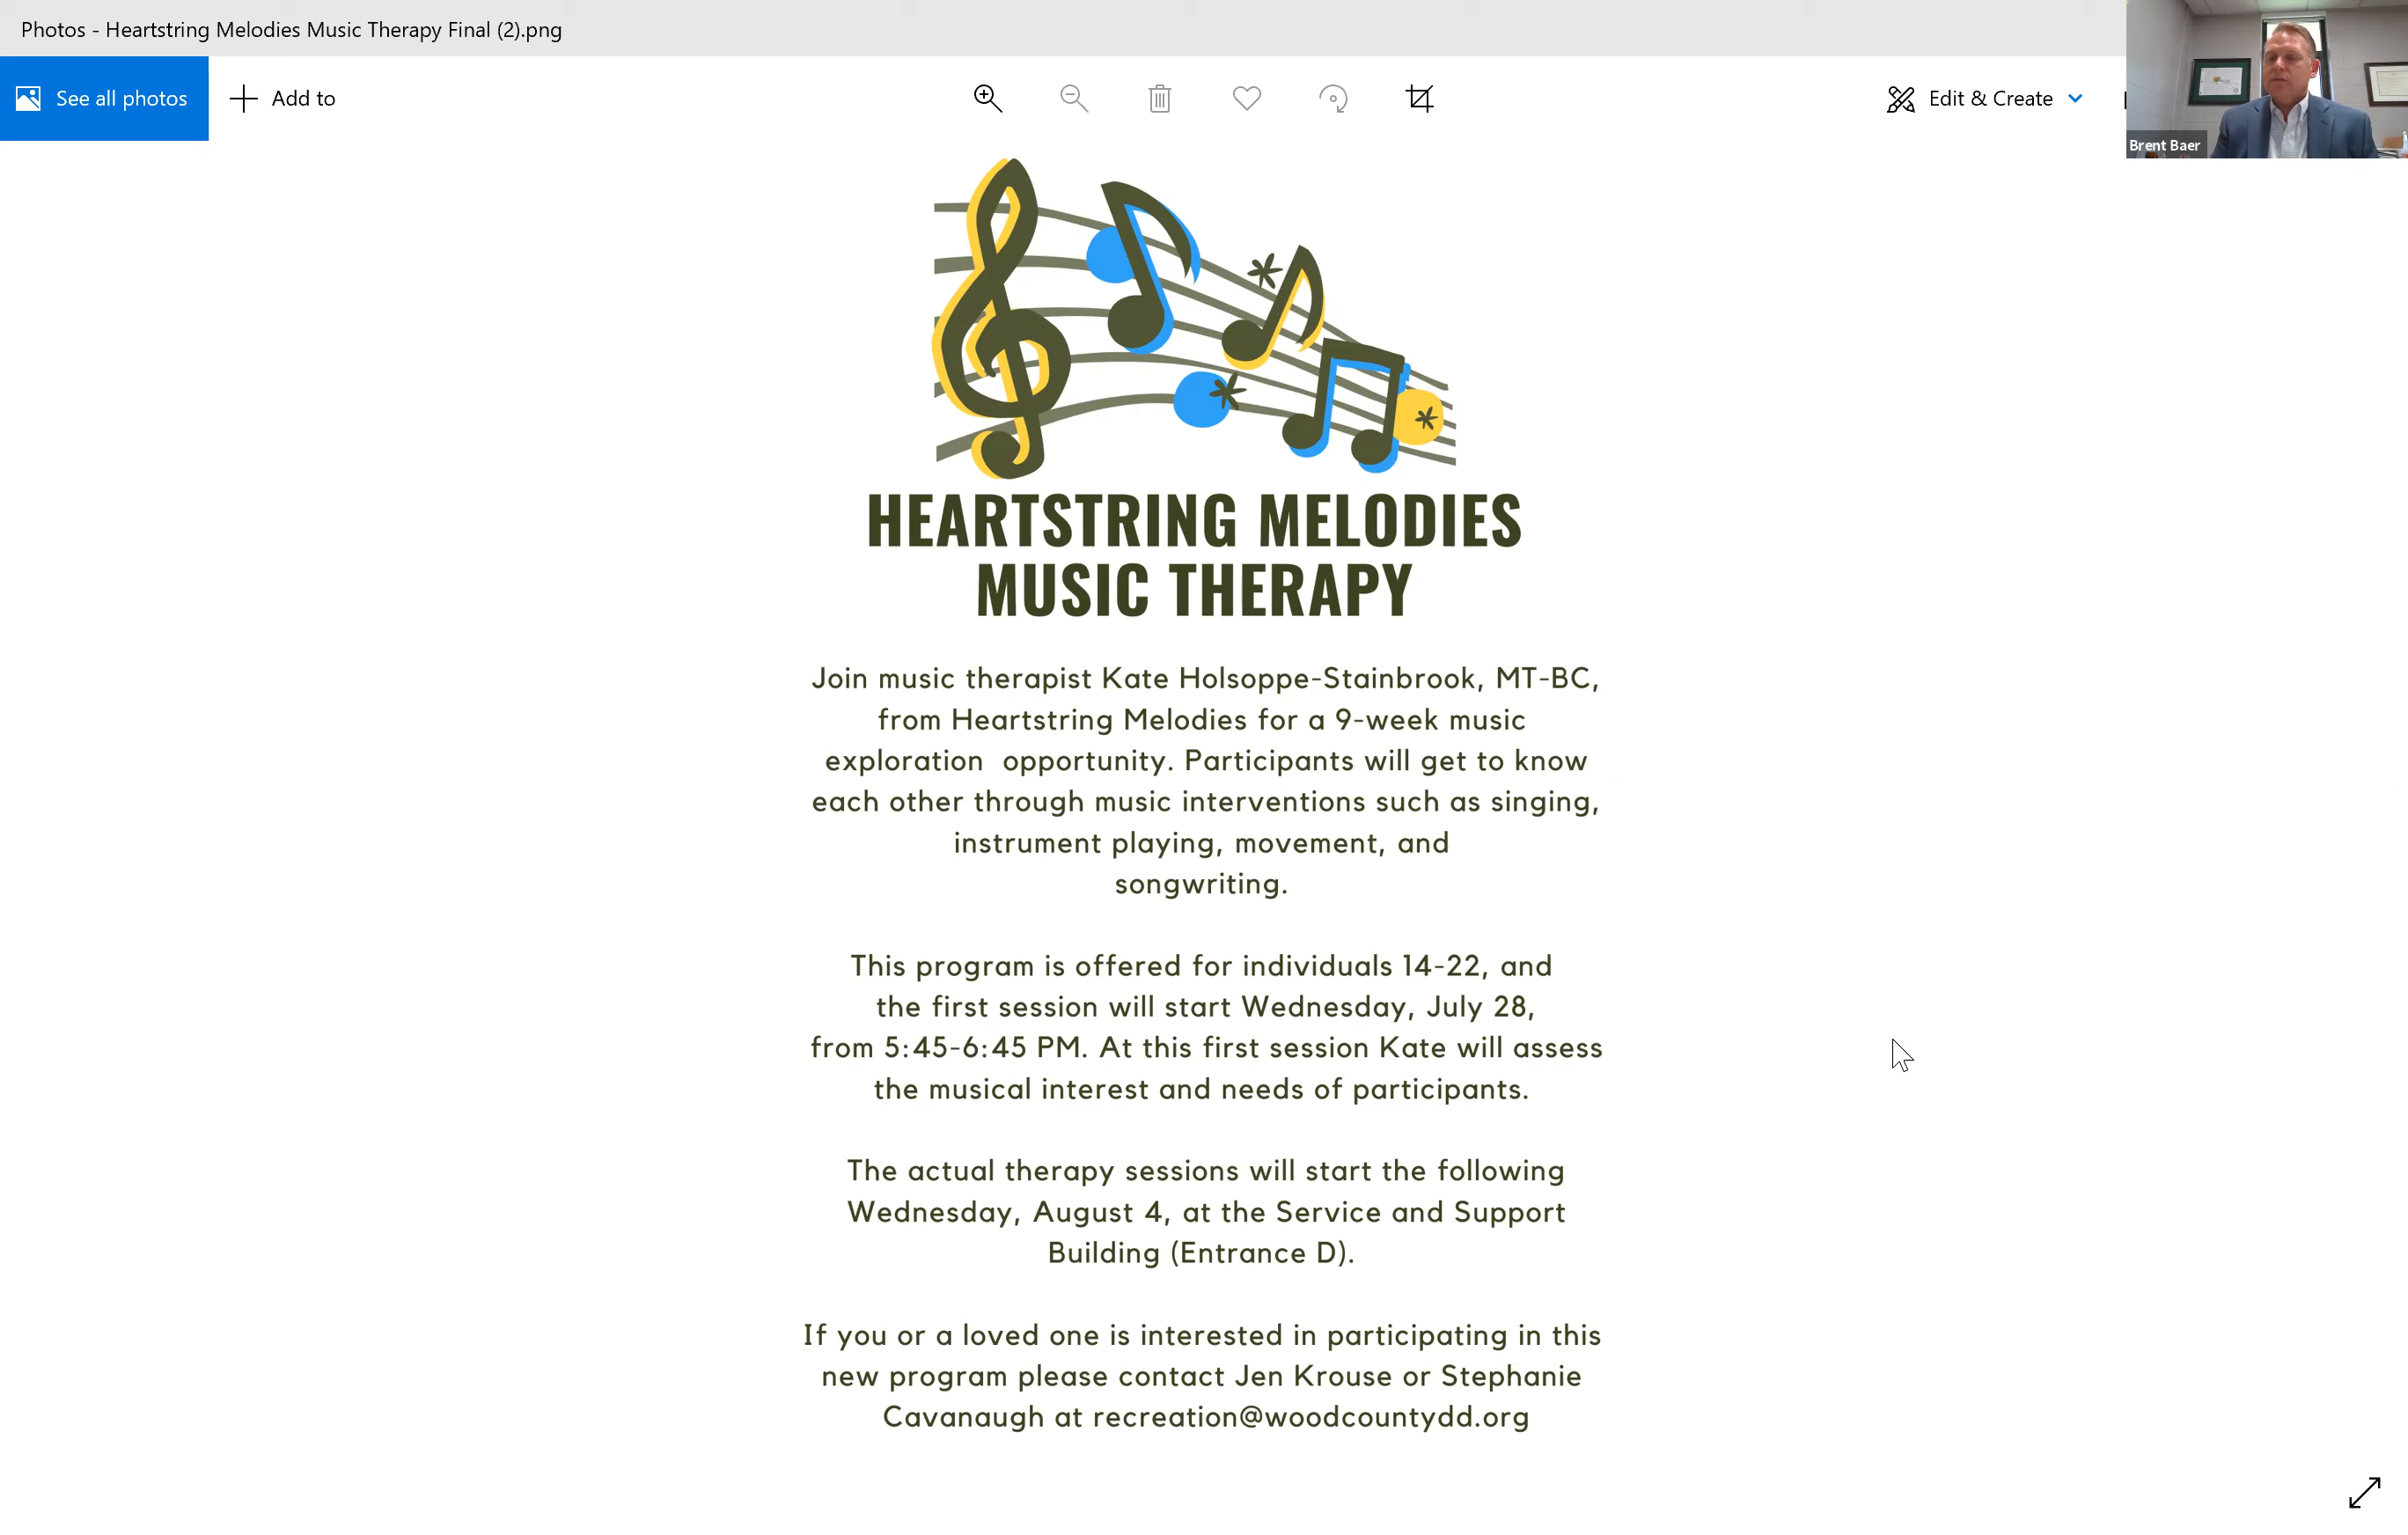 Photos - Heartstring Melodies Music Therapy Final (2).png
See all photos
Add to
Edit & Create
Brent Baer
HEARTSTRING MELODIES
MUSIC THERAPY
Join music therapist Kate Holsoppe-Stainbrook, MT-BC,
from Heartstring Melodies for a 9-week music
exploration opportunity. Participants will get to know
each other through music interventions such as singing,
instrument playing, movement, and
songwriting.
This program is offered for individuals 14-22, and
the first session will start Wednesday, July 28,
from 5:45-6:45 PM. At this first session Kate will assess
the musical interest and needs of participants.
The actual therapy sessions will start the following
Wednesday, August 4, at the Service and Support
Building (Entrance D).
If you or a loved one is interested in participating in this
new program please contact Jen Krouse or Stephanie
Cavanaugh at recreation@woodcountydd.org